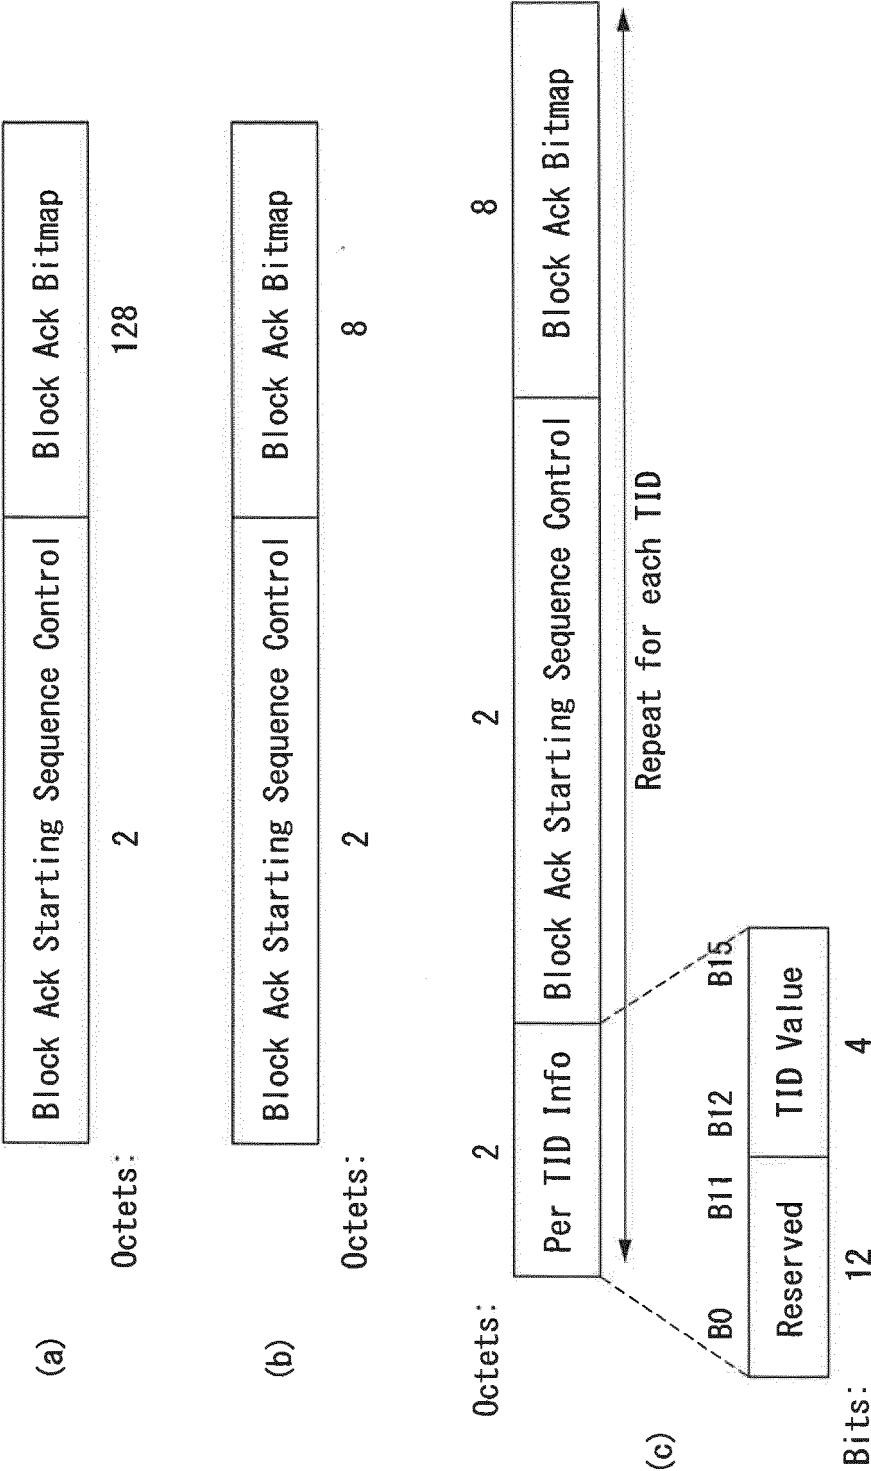 (a)
Block Ack Starting Sequence Control Block Ack Bitmap
Octets: 2 128
(b)
Block Ack Starting Sequence Control Block Ack Bitmap
Octets: 2 8
(c)
Octets: 2 2 8
Per TID Info Block Ack Starting Sequence Control Block Ack Bitmap
Repeat for each TID
B0 B11 B12 B15
Reserved TID Value
Bits: 12 4